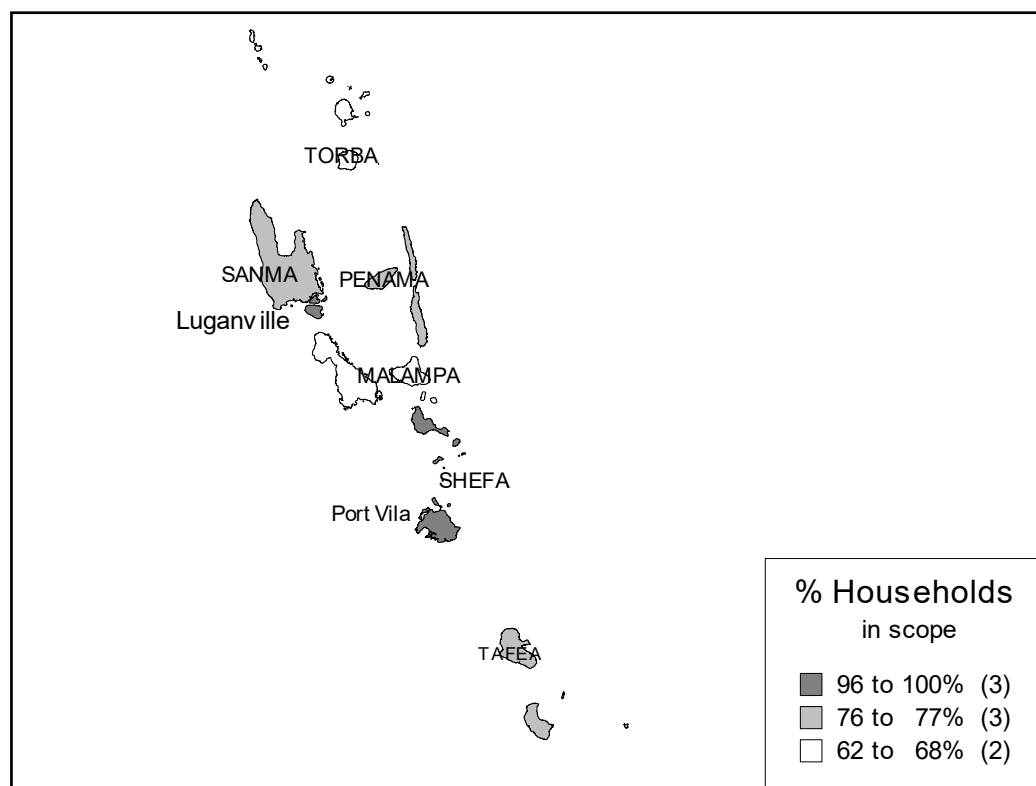 TORBA
SANMA
PENAMA
Luganville
MALAMPA
SHEFA
Port Vila
TAFEA
% Households
in scope
96 to 100% (3)
76 to 77% (3)
62 to 68% (2)